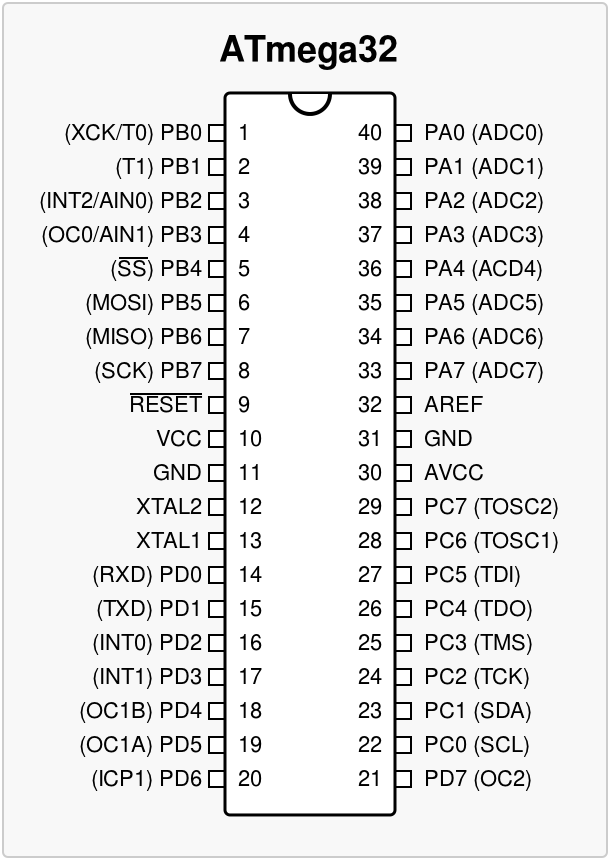 ATmega32
(XCK/T0) PB0 1 40 PA0 (ADC0)
(T1) PB1 2 39 PA1 (ADC1)
(INT2/AIN0) PB2 3 38 PA2 (ADC2)
(OC0/AIN1) PB3 4 37 PA3 (ADC3)
(S̅S̅) PB4 5 36 PA4 (ACD4)
(MOSI) PB5 6 35 PA5 (ADC5)
(MISO) PB6 7 34 PA6 (ADC6)
(SCK) PB7 8 33 PA7 (ADC7)
R̅E̅S̅E̅T̅ 9 32 AREF
VCC 10 31 GND
GND 11 30 AVCC
XTAL2 12 29 PC7 (TOSC2)
XTAL1 13 28 PC6 (TOSC1)
(RXD) PD0 14 27 PC5 (TDI)
(TXD) PD1 15 26 PC4 (TDO)
(INT0) PD2 16 25 PC3 (TMS)
(INT1) PD3 17 24 PC2 (TCK)
(OC1B) PD4 18 23 PC1 (SDA)
(OC1A) PD5 19 22 PC0 (SCL)
(ICP1) PD6 20 21 PD7 (OC2)